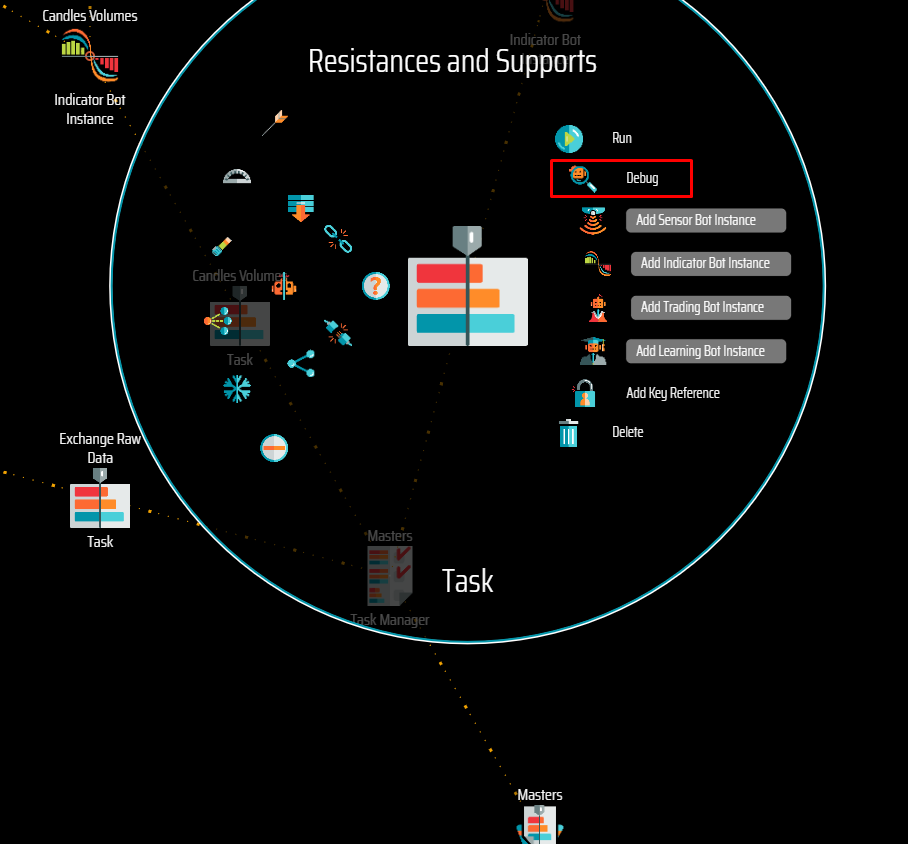 Candles Volumes
Indicator Bot
Instance
Indicator Bot
Resistances and Supports
Run
Debug
Add Sensor Bot Instance
Add Indicator Bot Instance
Add Trading Bot Instance
Add Learning Bot Instance
Add Key Reference
Delete
Candles Volumes
Task
Exchange Raw
Data
Task
Masters
Task Manager
Task
Masters